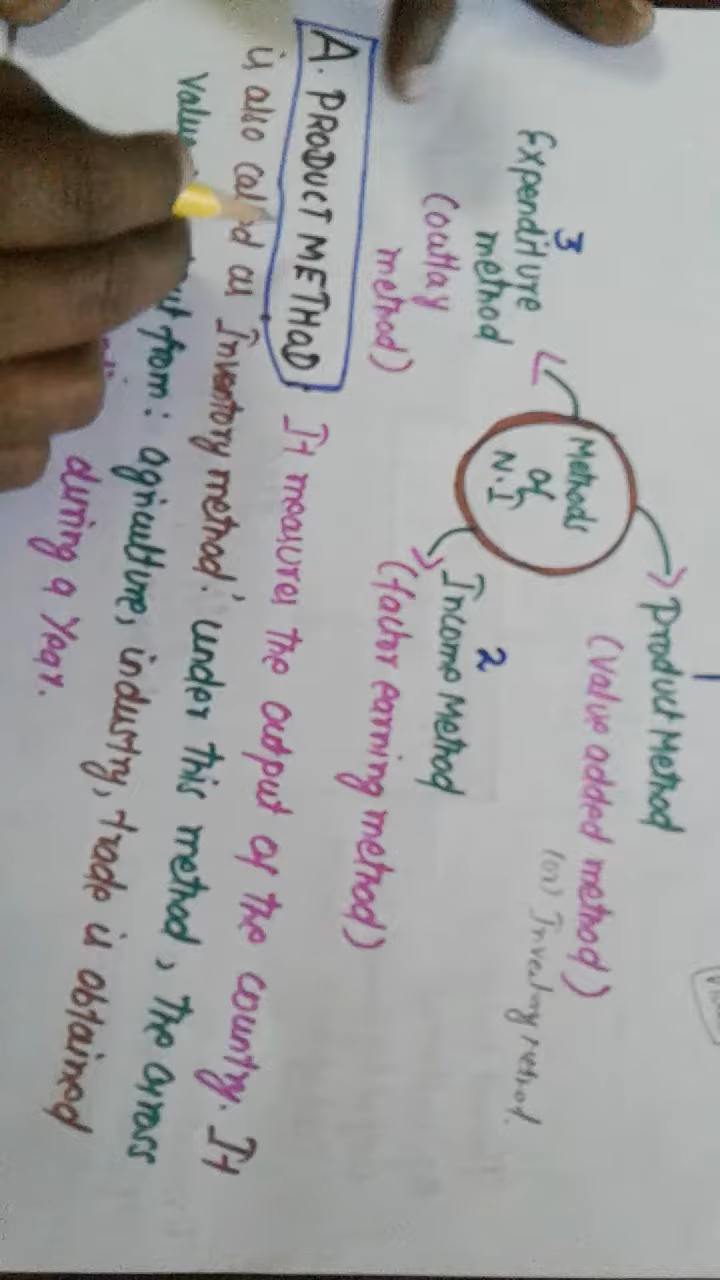 1
Product Method
(Value added method)
(or) Inventory method.
Methods
of
N.I
3
Expenditure
method
(outlay
method)
2
Income Method
(factor earning method)
A. PRODUCT METHOD It measures the output of the country. It
is also called as Inventory method. under this method, the Gross
Value from: agriculture, industry, trade is obtained
during a Year.